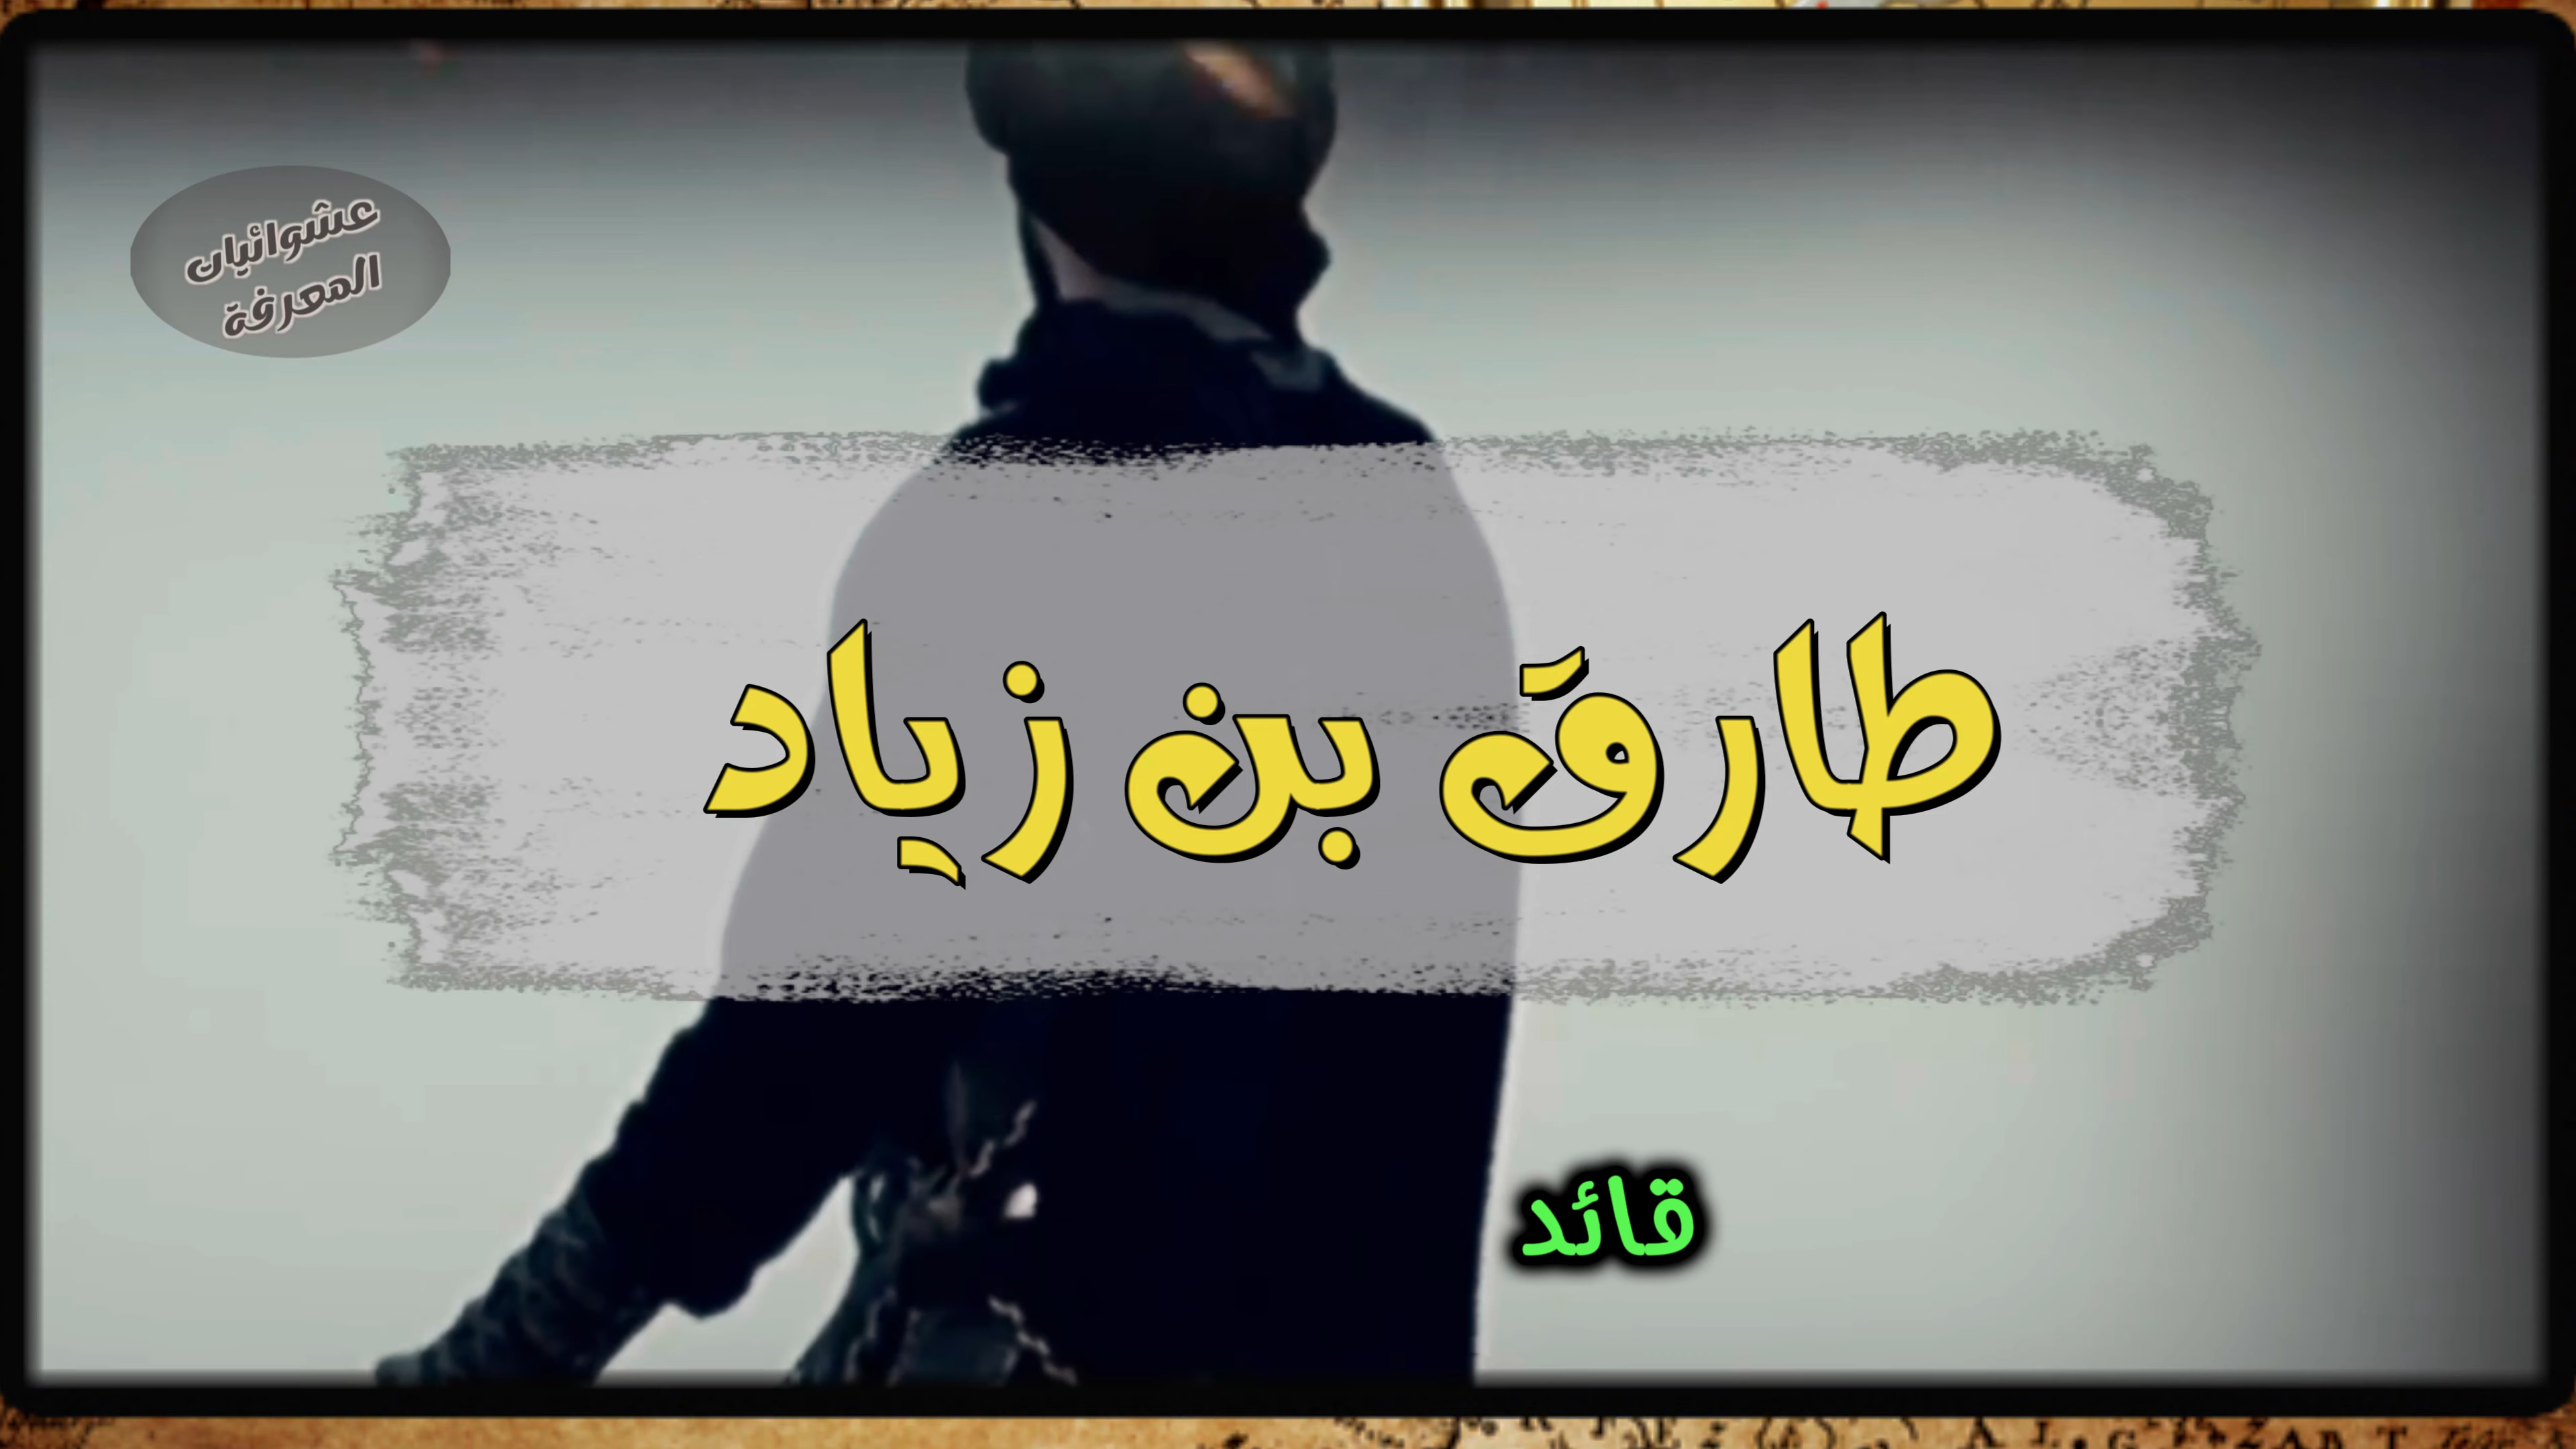 عشوائيات
المعرفة
طارق بن زياد
قائد